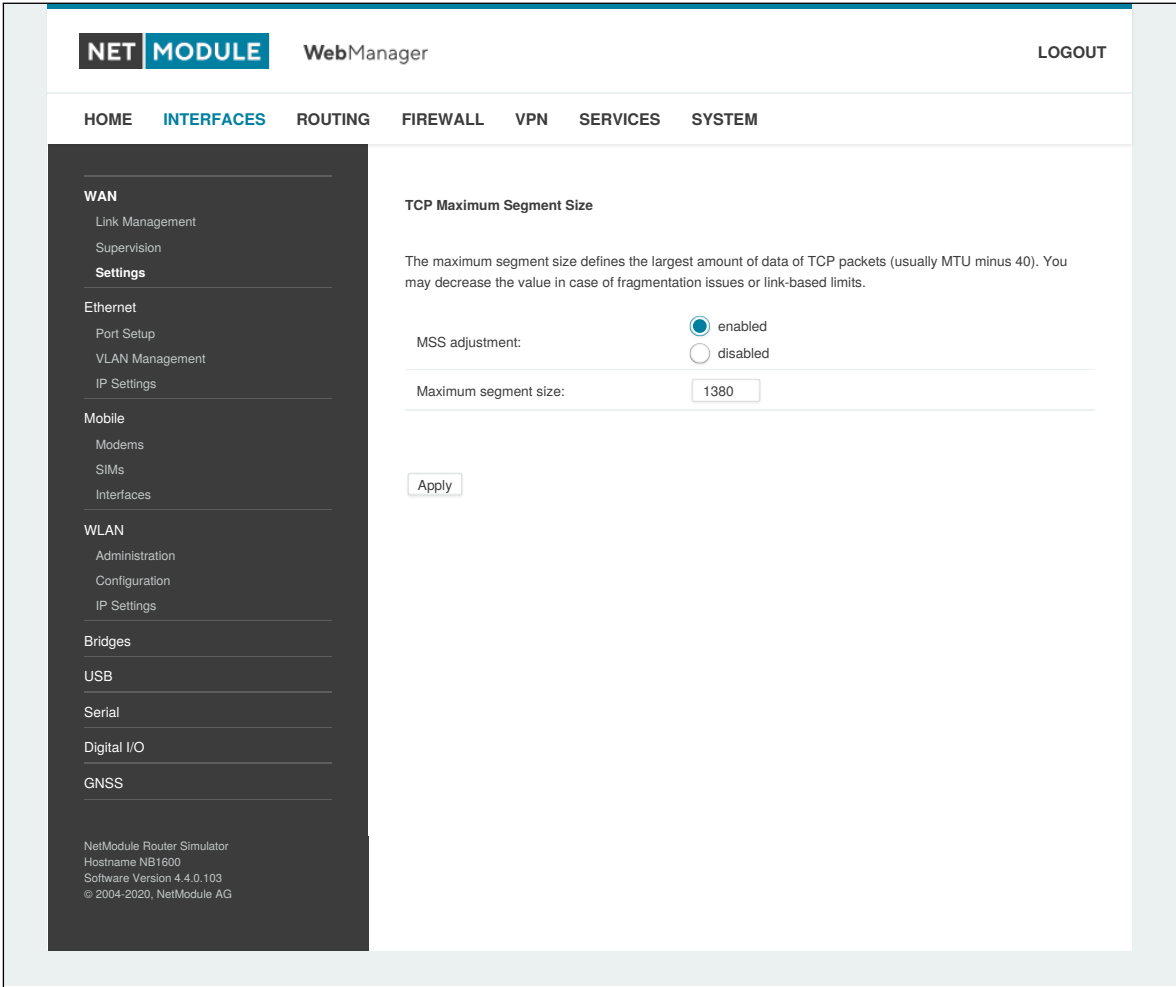 NET MODULE WebManager LOGOUT
HOME INTERFACES ROUTING FIREWALL VPN SERVICES SYSTEM
WAN
Link Management
Supervision
Settings
Ethernet
Port Setup
VLAN Management
IP Settings
Mobile
Modems
SIMs
Interfaces
WLAN
Administration
Configuration
IP Settings
Bridges
USB
Serial
Digital I/O
GNSS
NetModule Router Simulator
Hostname NB1600
Software Version 4.4.0.103
© 2004-2020, NetModule AG
TCP Maximum Segment Size
The maximum segment size defines the largest amount of data of TCP packets (usually MTU minus 40). You
may decrease the value in case of fragmentation issues or link-based limits.
MSS adjustment:
enabled
disabled
Maximum segment size: 1380
Apply